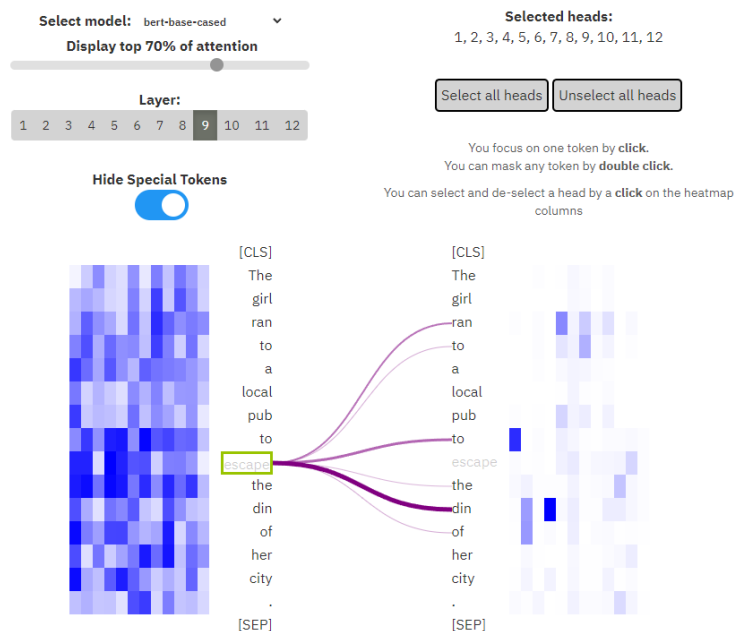 Select model: bert-base-cased
Display top 70% of attention
Layer:
1 2 3 4 5 6 7 8 9 10 11 12
Hide Special Tokens
Selected heads:
1, 2, 3, 4, 5, 6, 7, 8, 9, 10, 11, 12
Select all heads Unselect all heads
You focus on one token by click.
You can mask any token by double click.
You can select and de-select a head by a click on the heatmap
columns
[CLS] [CLS]
The The
girl girl
ran ran
to to
a a
local local
pub pub
to to
escape escape
the the
din din
of of
her her
city city
. .
[SEP] [SEP]